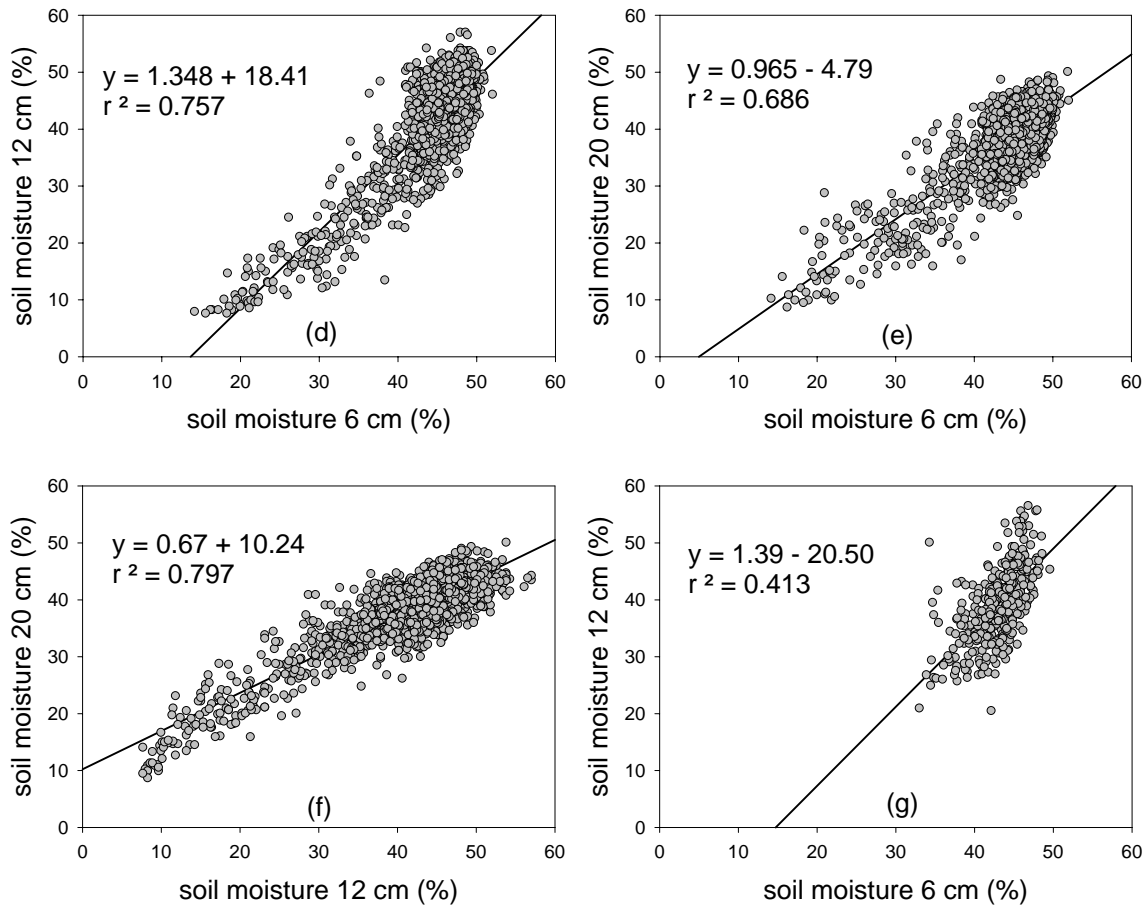 60
50
40
30
20
10
0
soil moisture 12 cm (%)
y = 1.348 + 18.41
r ² = 0.757
(d)
0 10 20 30 40 50 60
soil moisture 6 cm (%)
60
50
40
30
20
10
0
soil moisture 20 cm (%)
y = 0.965 - 4.79
r ² = 0.686
(e)
0 10 20 30 40 50 60
soil moisture 6 cm (%)
60
50
40
30
20
10
0
soil moisture 20 cm (%)
y = 0.67 + 10.24
r ² = 0.797
(f)
0 10 20 30 40 50 60
soil moisture 12 cm (%)
60
50
40
30
20
10
0
soil moisture 12 cm (%)
y = 1.39 - 20.50
r ² = 0.413
(g)
0 10 20 30 40 50 60
soil moisture 6 cm (%)